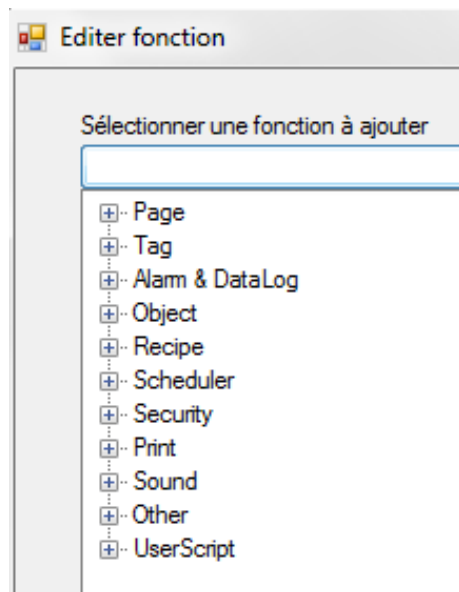 Editer fonction
Sélectionner une fonction à ajouter
Page
Tag
Alarm & DataLog
Object
Recipe
Scheduler
Security
Print
Sound
Other
UserScript